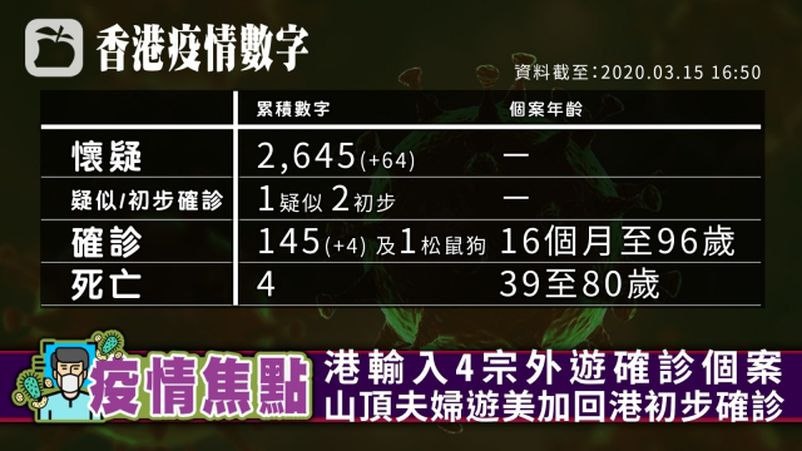 香港疫情數字
資料截至：2020.03.15 16:50
累積數字 個案年齡
懷疑 2,645(+64) —
疑似/初步確診 1疑似 2初步 —
確診 145(+4) 及1松鼠狗 16個月至96歲
死亡 4 39至80歲
疫情焦點
港輸入4宗外遊確診個案
山頂夫婦遊美加回港初步確診